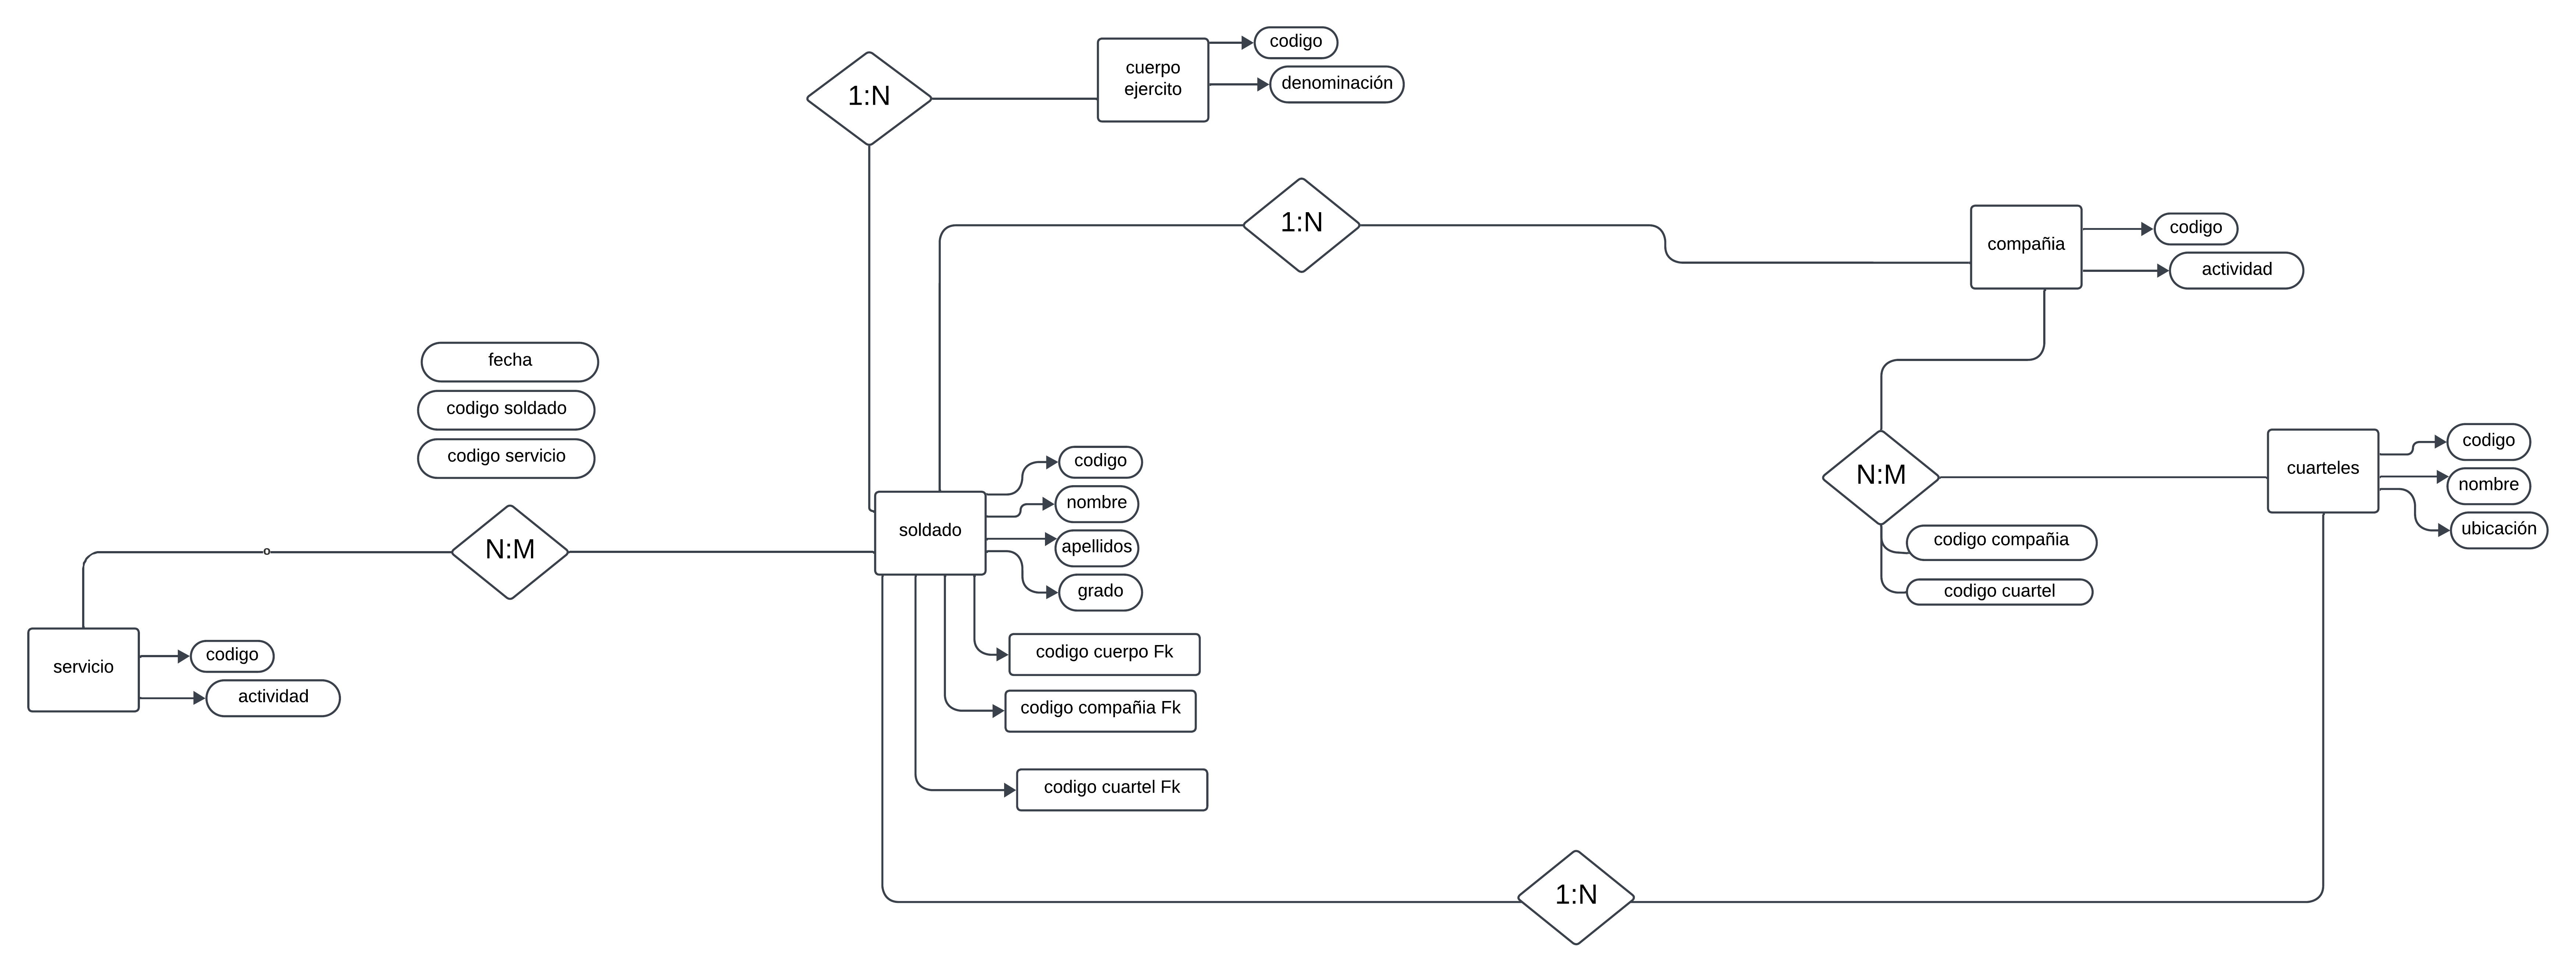 1:N
cuerpo
ejercito
codigo
denominación
1:N
compañia
codigo
actividad
fecha
codigo soldado
codigo servicio
N:M
soldado
codigo
nombre
apellidos
grado
N:M
codigo compañia
codigo cuartel
cuarteles
codigo
nombre
ubicación
servicio
codigo
actividad
codigo cuerpo Fk
codigo compañia Fk
codigo cuartel Fk
1:N